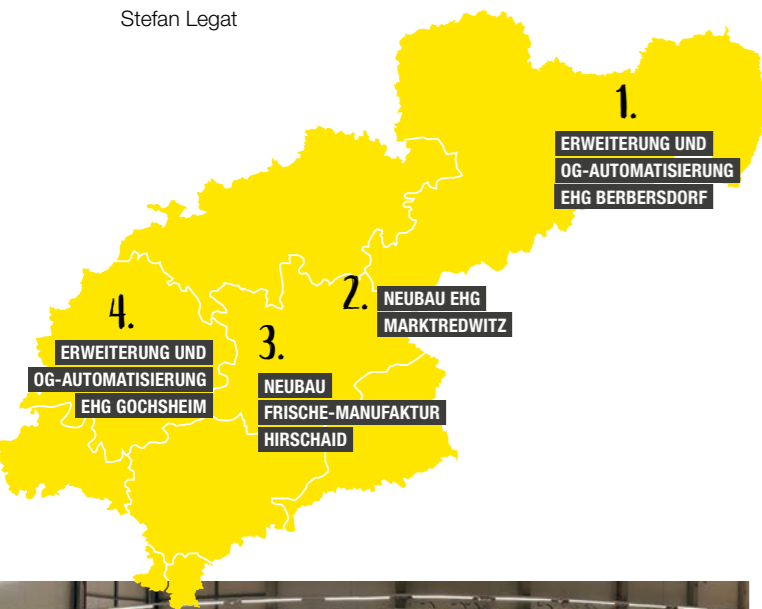 Stefan Legat
1.
ERWEITERUNG UND
OG-AUTOMATISIERUNG
EHG BERBERSDORF
2.
NEUBAU EHG
MARKTREDWITZ
3.
NEUBAU
FRISCHE-MANUFAKTUR
HIRSCHAID
4.
ERWEITERUNG UND
OG-AUTOMATISIERUNG
EHG GOCHSHEIM